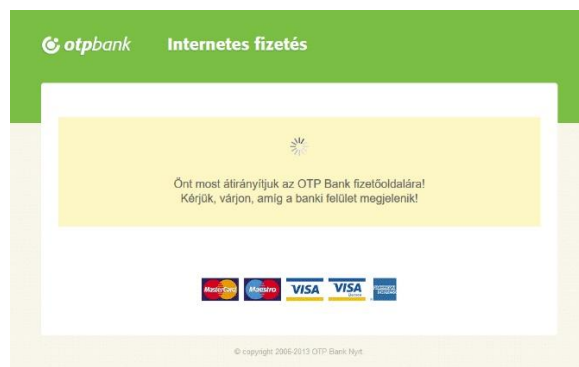 otpbank Internetes fizetés
Önt most átirányítjuk az OTP Bank fizetőoldalára!
Kérjük, várjon, amíg a banki felület megjelenik!
MasterCard Maestro VISA VISA
© copyright 2006-2013 OTP Bank Nyrt.